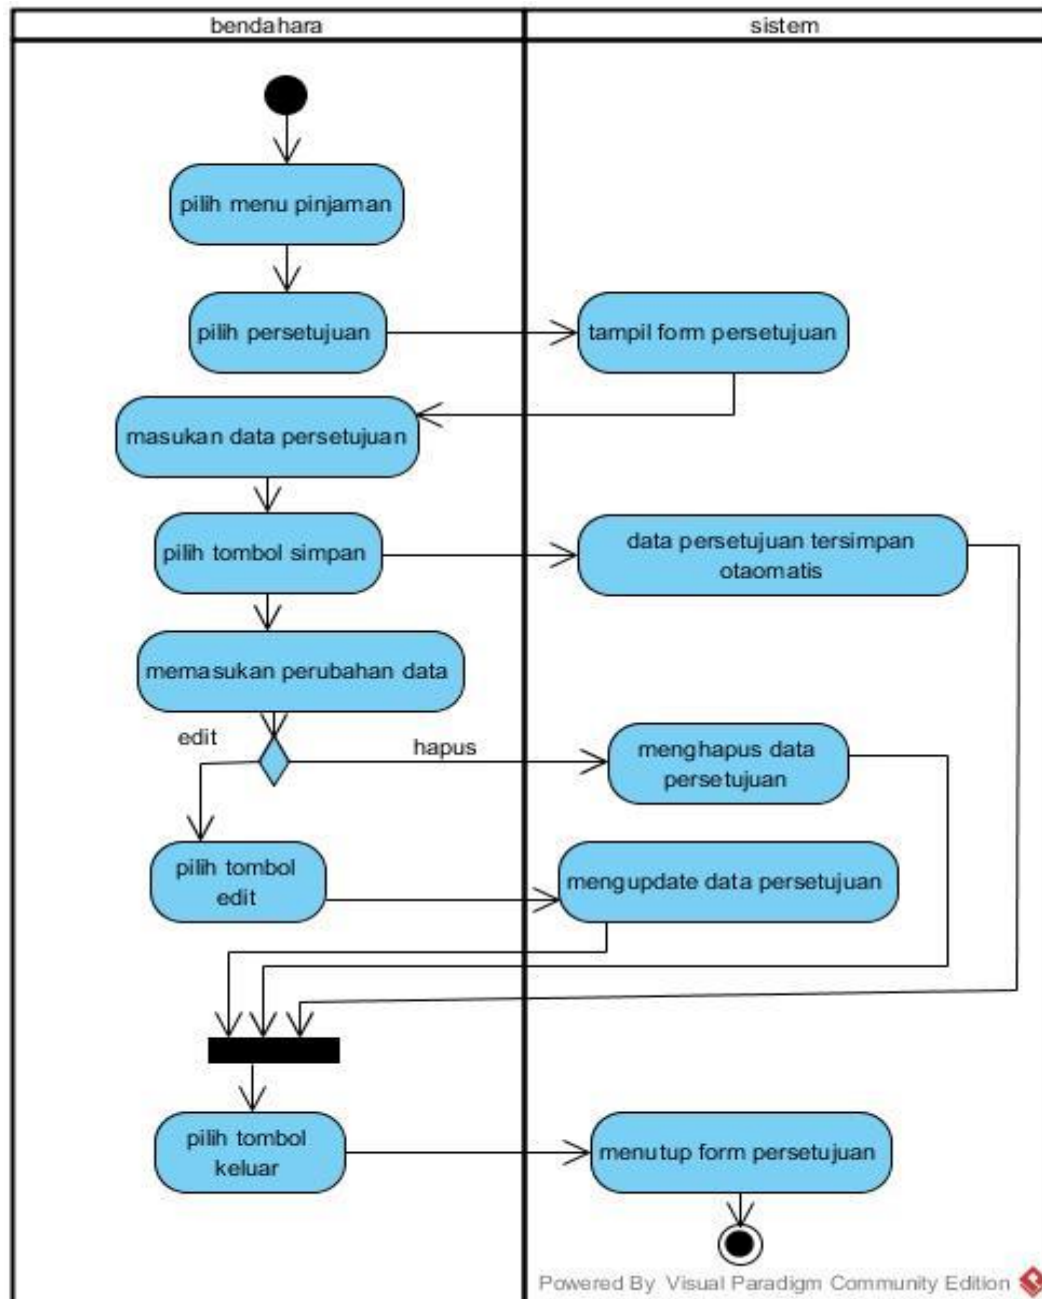 bendahara
sistem
pilih menu pinjaman
pilih persetujuan
tampil form persetujuan
masukan data persetujuan
pilih tombol simpan
data persetujuan tersimpan
otaomatis
memasukan perubahan data
edit
hapus
menghapus data
persetujuan
pilih tombol
edit
mengupdate data persetujuan
pilih tombol
keluar
menutup form persetujuan
Powered By Visual Paradigm Community Edition